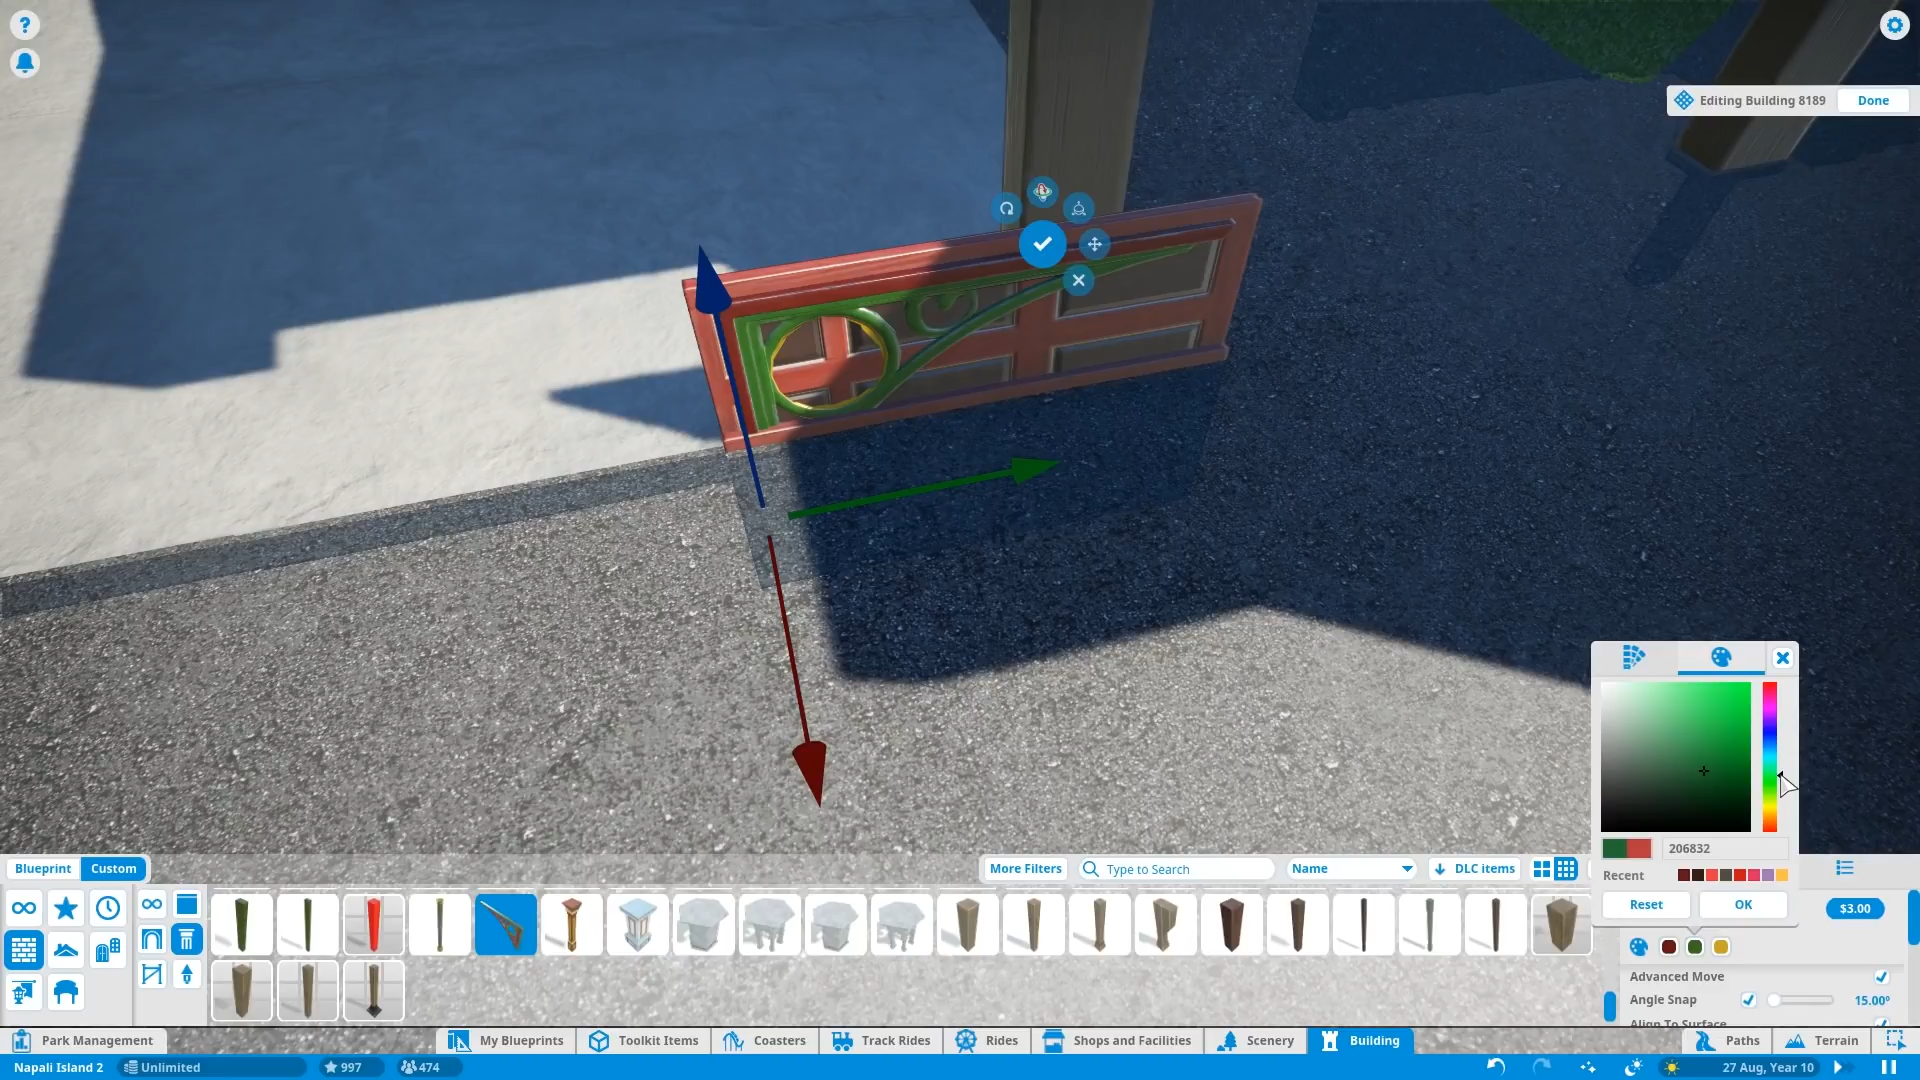 ?
Editing Building 8189 Done
206832
Recent
Reset OK
$3.00
Advanced Move
Angle Snap 15.00°
Align To Surface
Blueprint Custom
More Filters Type to Search Name DLC items
Park Management My Blueprints Toolkit Items Coasters Track Rides Rides Shops and Facilities Scenery Building Paths Terrain
Napali Island 2 Unlimited 997 474 27 Aug, Year 10